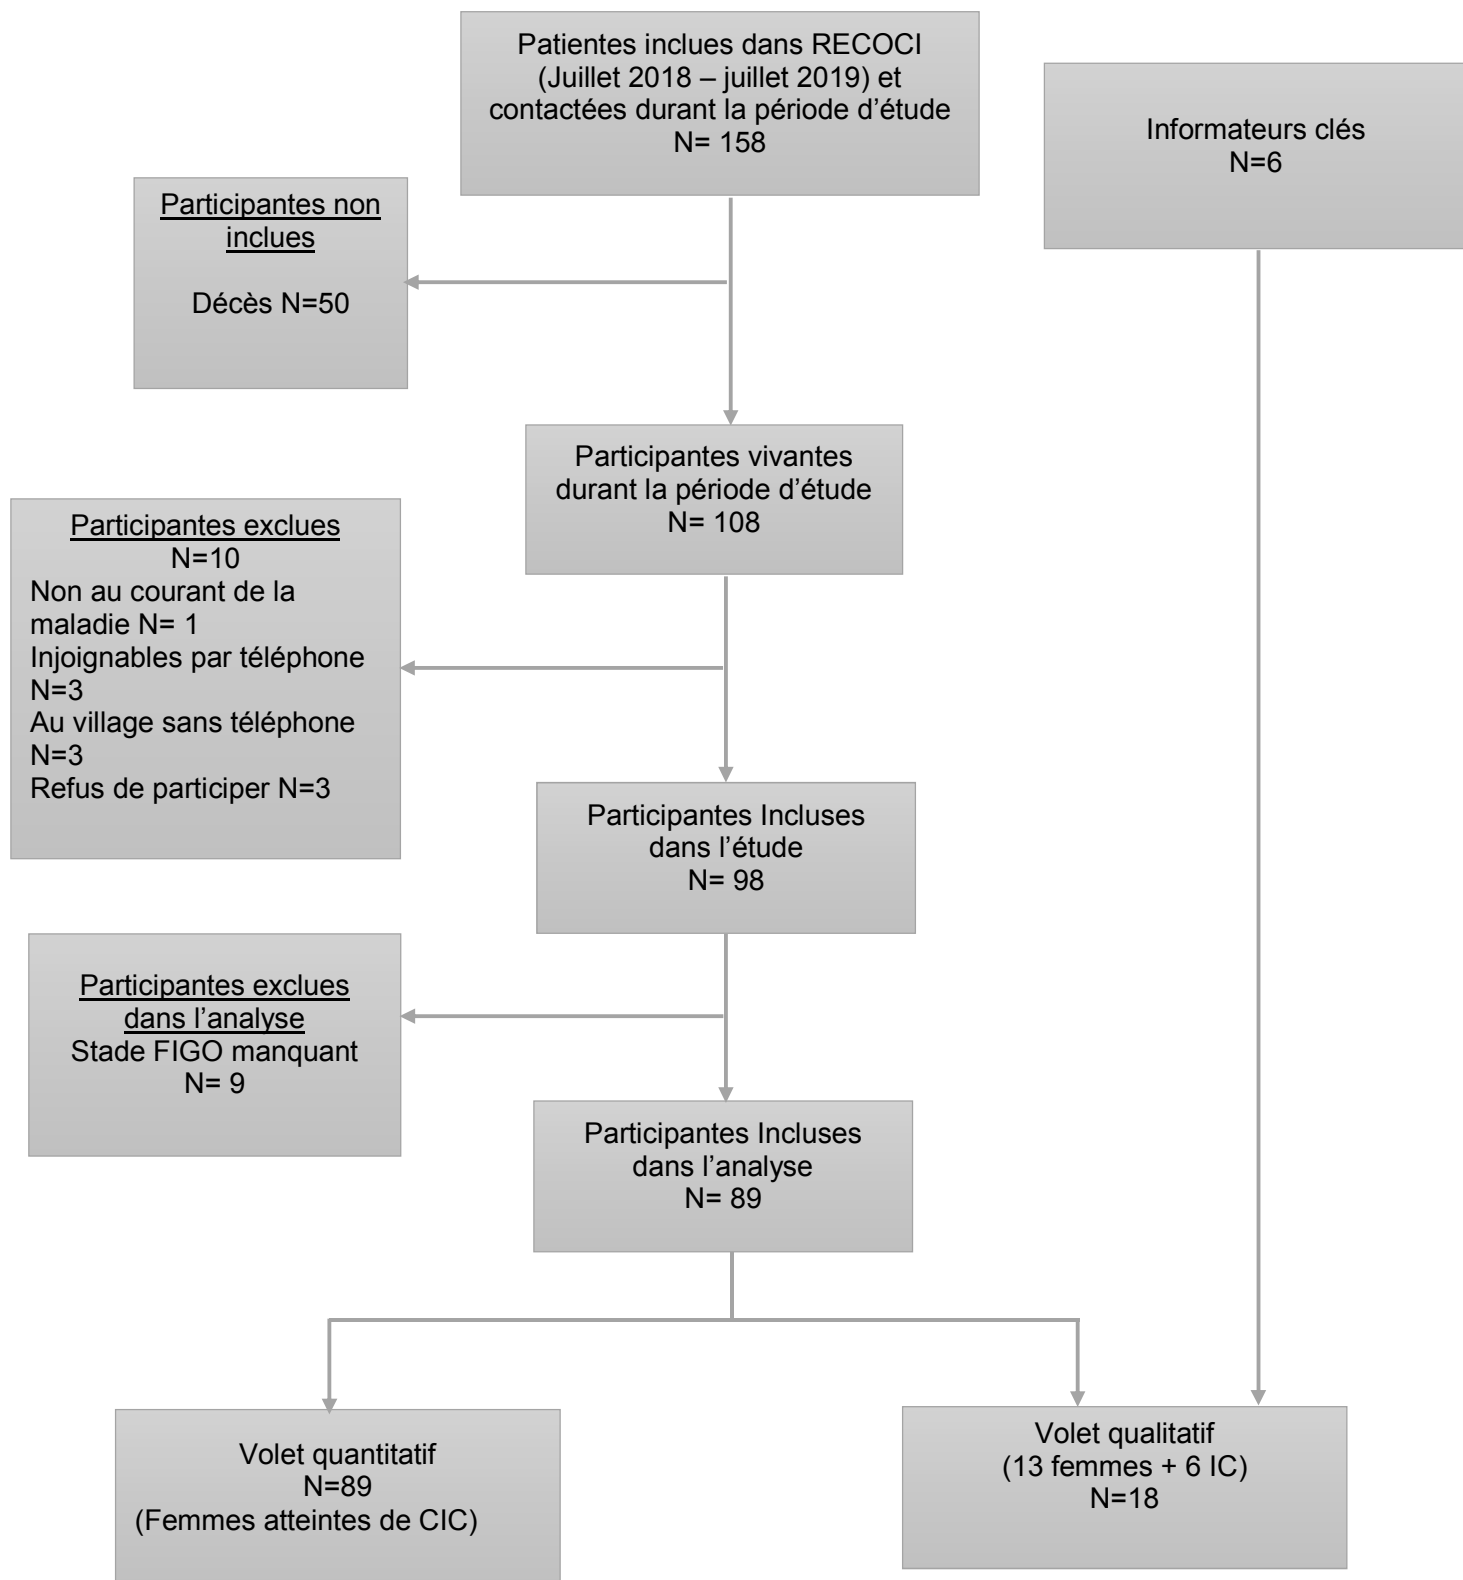 Patientes inclues dans RECOCI
(Juillet 2018 – juillet 2019) et
contactées durant la période d’étude
N= 158
Informateurs clés
N=6
Participantes non
inclues
Décès N=50
Participantes vivantes
durant la période d’étude
N= 108
Participantes exclues
N=10
Non au courant de la
maladie N= 1
Injoignables par téléphone
N=3
Au village sans téléphone
N=3
Refus de participer N=3
Participantes Incluses
dans l’étude
N= 98
Participantes exclues
dans l’analyse
Stade FIGO manquant
N= 9
Participantes Incluses
dans l’analyse
N= 89
Volet quantitatif
N=89
(Femmes atteintes de CIC)
Volet qualitatif
(13 femmes + 6 IC)
N=18